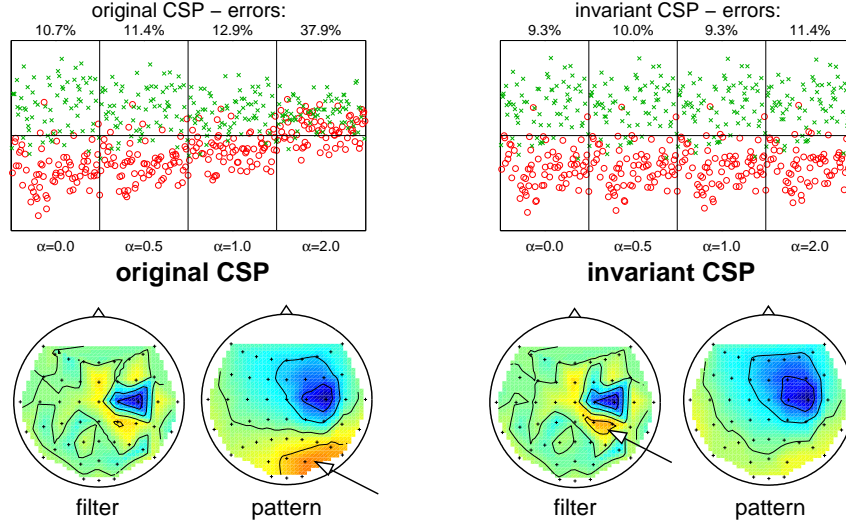 original CSP – errors:
10.7% 11.4% 12.9% 37.9%
α=0.0 α=0.5 α=1.0 α=2.0
original CSP
filter pattern
invariant CSP – errors:
9.3% 10.0% 9.3% 11.4%
α=0.0 α=0.5 α=1.0 α=2.0
invariant CSP
filter pattern